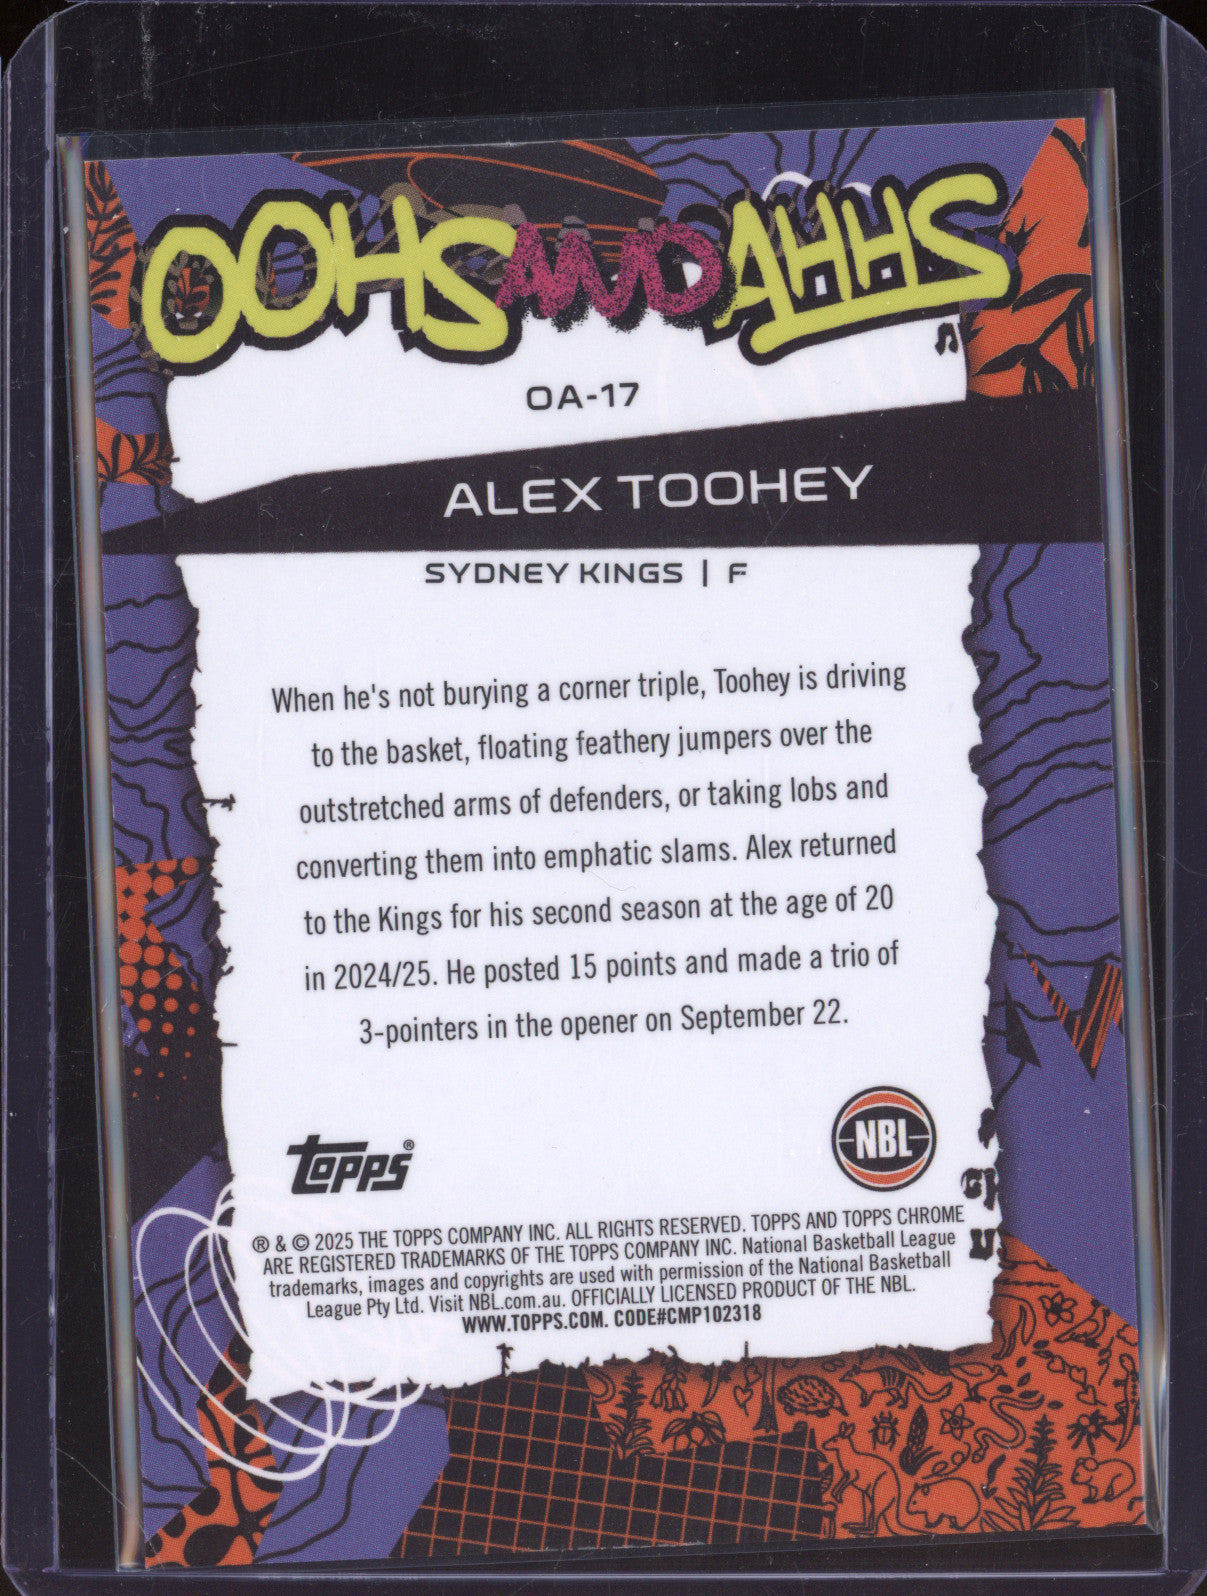 OOHS AND AHHS
OA-17
ALEX TOOHEY
SYDNEY KINGS | F
When he's not burying a corner triple, Toohey is driving
to the basket, floating feathery jumpers over the
outstretched arms of defenders, or taking lobs and
converting them into emphatic slams. Alex returned
to the Kings for his second season at the age of 20
in 2024/25. He posted 15 points and made a trio of
3-pointers in the opener on September 22.
topps®
NBL
® & © 2025 THE TOPPS COMPANY INC. ALL RIGHTS RESERVED. TOPPS AND TOPPS CHROME
ARE REGISTERED TRADEMARKS OF THE TOPPS COMPANY INC. National Basketball League
trademarks, images and copyrights are used with permission of the National Basketball
League Pty Ltd. Visit NBL.com.au. OFFICIALLY LICENSED PRODUCT OF THE NBL.
WWW.TOPPS.COM. CODE#CMP102318